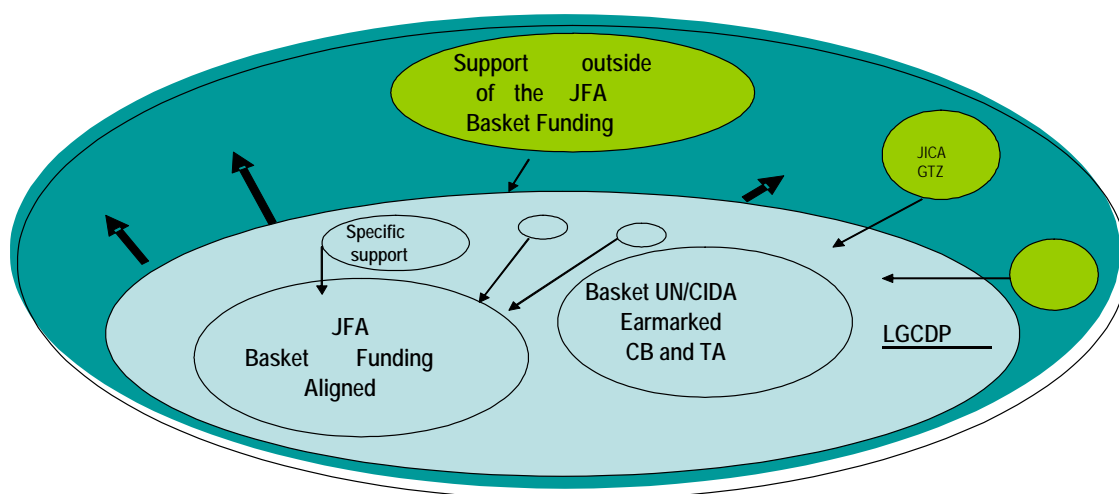 Support outside
of the JFA
Basket Funding
JICA
GTZ
Specific
support
Basket UN/CIDA
Earmarked
CB and TA
JFA
Basket Funding
Aligned
LGCDP